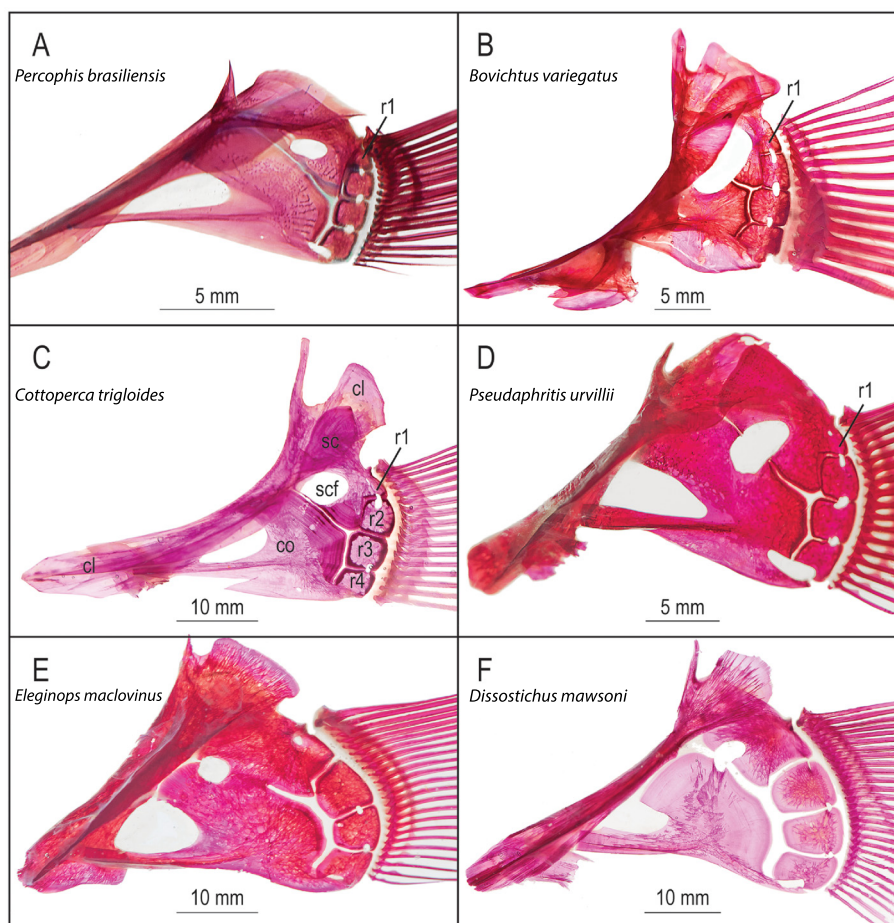 A
Percophis brasiliensis
r1
5 mm
B
Bovichtus variegatus
r1
5 mm
C
Cottoperca trigloides
cl
sc
r1
scf
r2
co
r3
r4
cl
10 mm
D
Pseudaphritis urvillii
r1
5 mm
E
Eleginops maclovinus
10 mm
F
Dissostichus mawsoni
10 mm